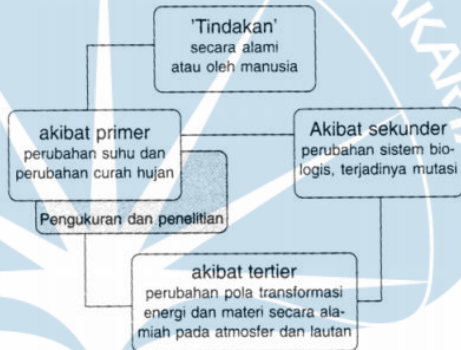 'Tindakan'
secara alami
atau oleh manusia
akibat primer
perubahan suhu dan
perubahan curah hujan
Pengukuran dan penelitian
Akibat sekunder
perubahan sistem bio-
logis, terjadinya mutasi
akibat tertier
perubahan pola transformasi
energi dan materi secara ala-
miah pada atmosfer dan lautan